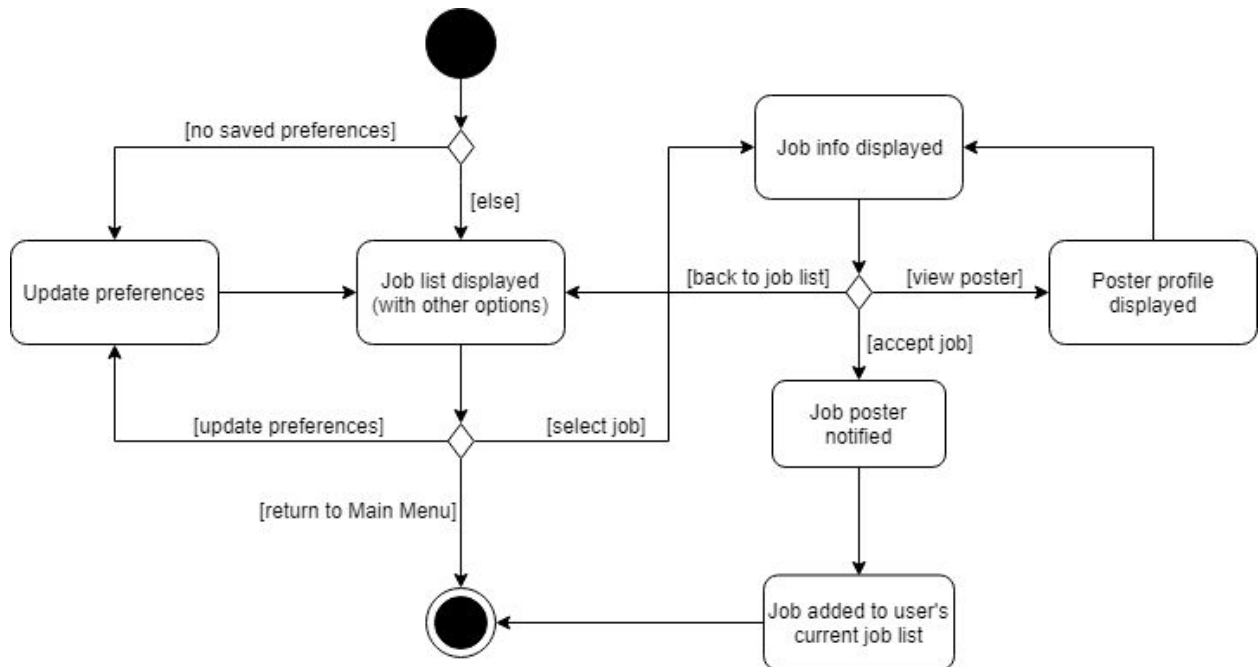 [no saved preferences]
Job info displayed
[else]
Update preferences
Job list displayed
(with other options)
[back to job list]
[view poster]
Poster profile
displayed
[accept job]
Job poster
notified
[update preferences]
[select job]
[return to Main Menu]
Job added to user's
current job list